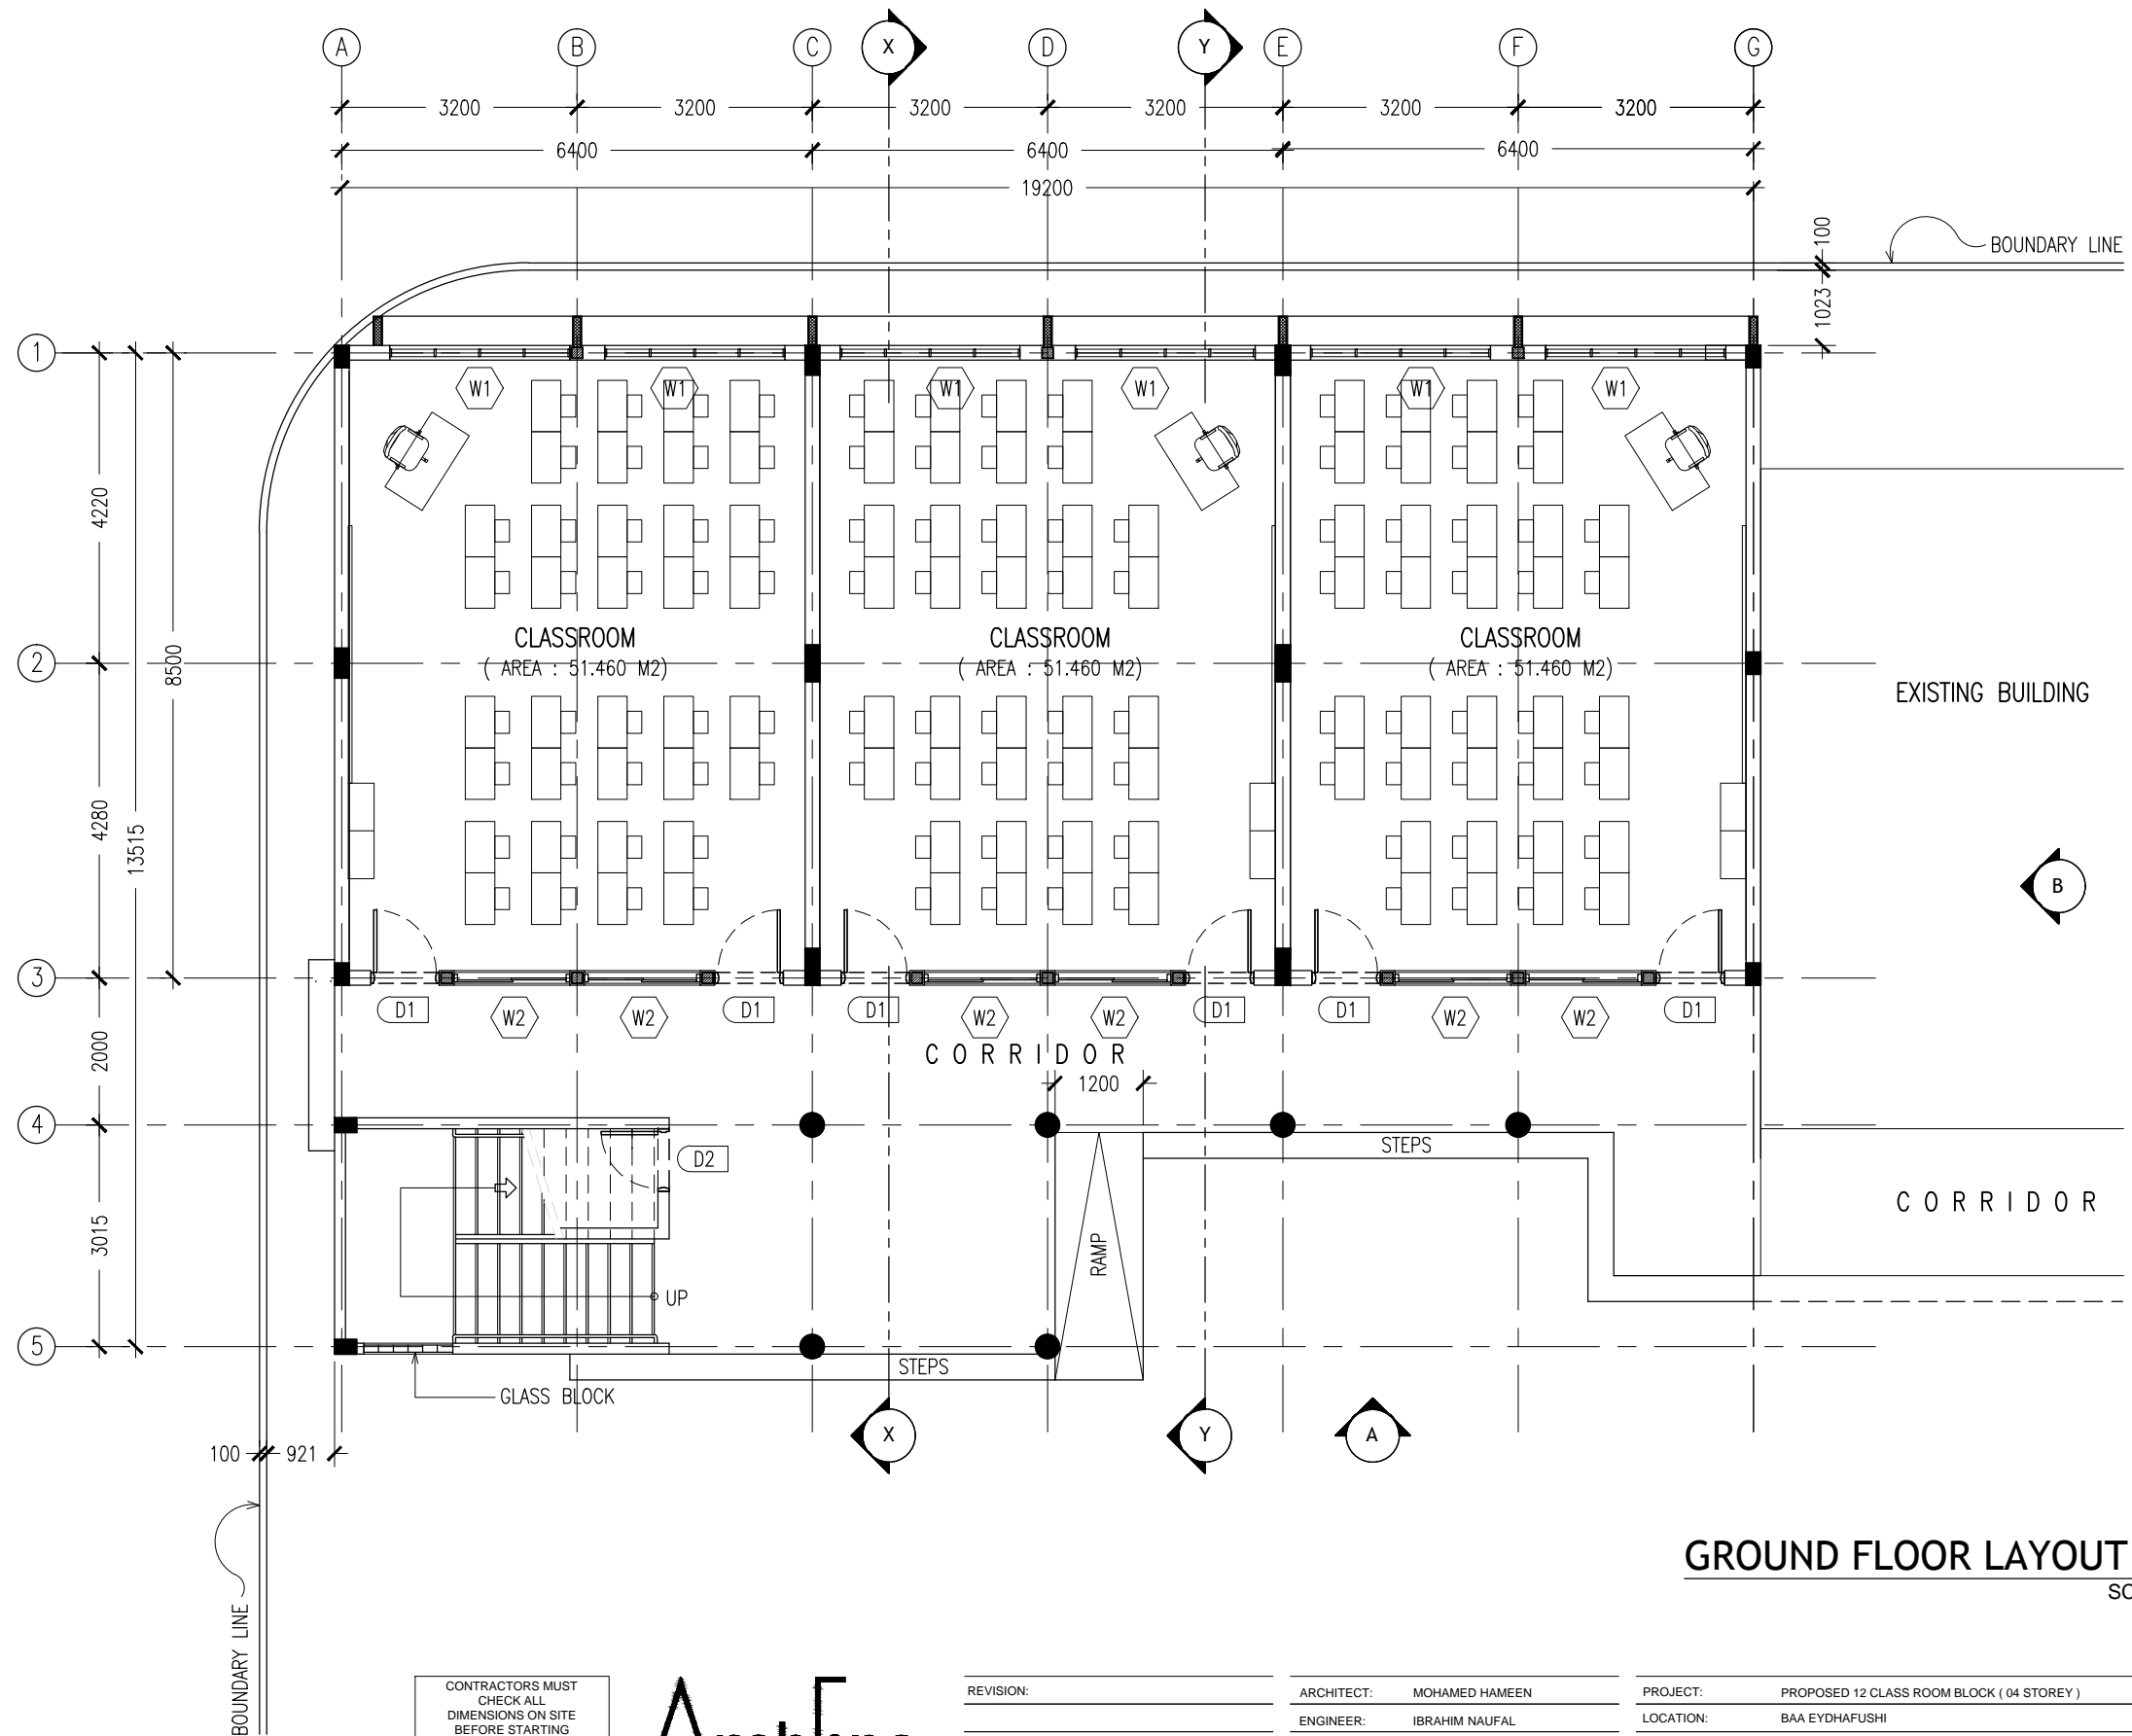 A B C X D Y E F G
3200 3200 3200 3200 3200 3200
6400 6400 6400
19200
100
BOUNDARY LINE
1023
1
W1 W1 W1 W1 W1 W1
4220
8500
CLASSROOM CLASSROOM CLASSROOM
( AREA : 51.460 M2) ( AREA : 51.460 M2) ( AREA : 51.460 M2)
2
EXISTING BUILDING
4280
13515
B
3
D1 W2 W2 D1 D1 W2 W2 D1 D1 W2 W2 D1
2000
CORRIDOR
1200
4
STEPS
D2
CORRIDOR
3015
RAMP
UP
5
STEPS
GLASS BLOCK
X Y A
100 921
BOUNDARY LINE
GROUND FLOOR LAYOUT
CONTRACTORS MUST
CHECK ALL
DIMENSIONS ON SITE
BEFORE STARTING
REVISION:
ARCHITECT: MOHAMED HAMEEN
ENGINEER: IBRAHIM NAUFAL
PROJECT: PROPOSED 12 CLASS ROOM BLOCK ( 04 STOREY )
LOCATION: BAA EYDHAFUSHI